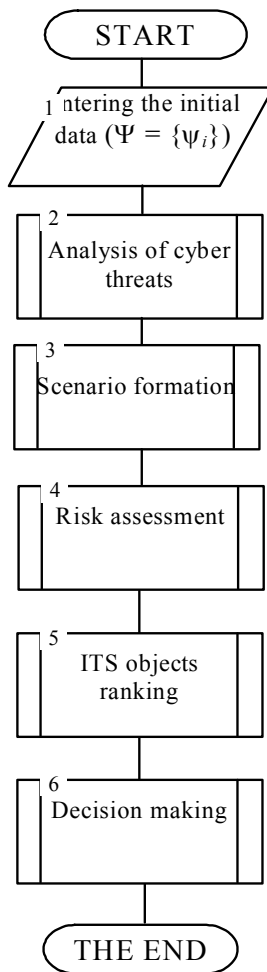 START
1 ntering the initial
data (Ψ = {ψi})
2
Analysis of cyber
threats
3
Scenario formation
4
Risk assessment
5
ITS objects
ranking
6
Decision making
THE END